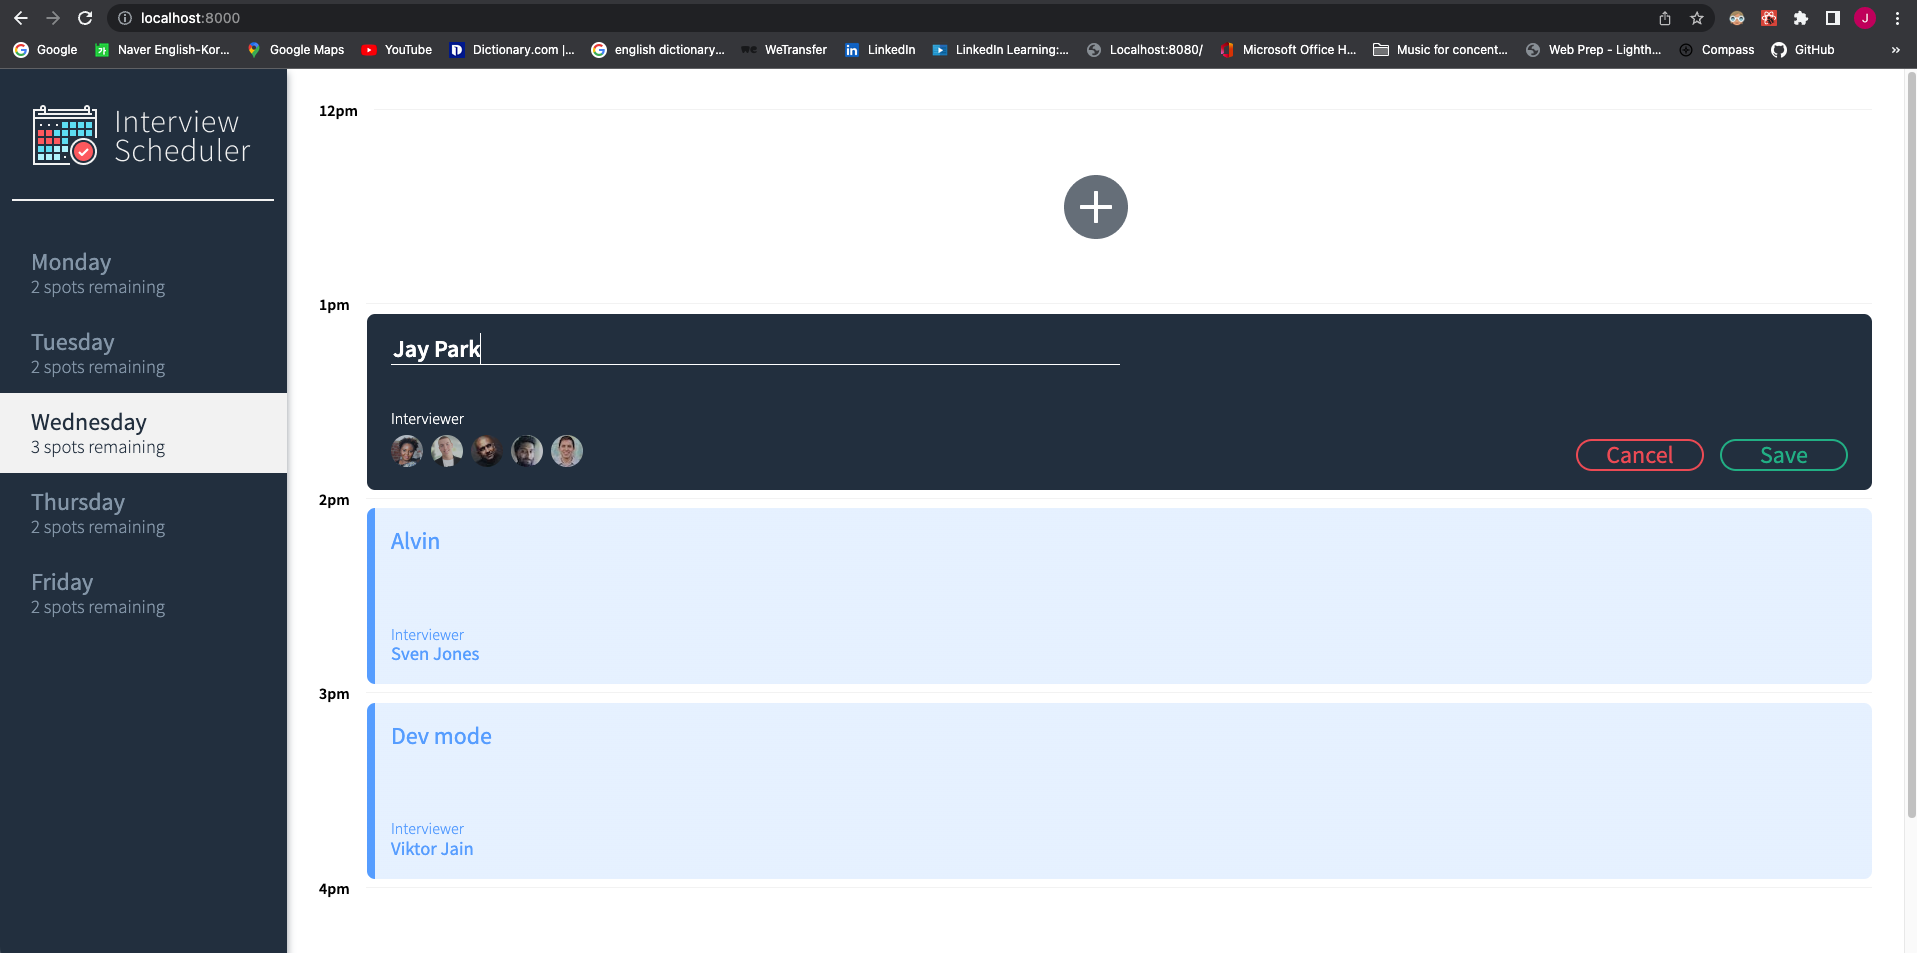 localhost:8000
Google
Naver English-Kor...
Google Maps
YouTube
Dictionary.com |...
english dictionary...
WeTransfer
LinkedIn
LinkedIn Learning:...
Localhost:8080/
Microsoft Office H...
Music for concent...
Web Prep - Lighth...
Compass
GitHub
»
J
Interview
Scheduler
Monday
2 spots remaining
Tuesday
2 spots remaining
Wednesday
3 spots remaining
Thursday
2 spots remaining
Friday
2 spots remaining
12pm
1pm
Jay Park
Interviewer
Cancel
Save
2pm
Alvin
Interviewer
Sven Jones
3pm
Dev mode
Interviewer
Viktor Jain
4pm